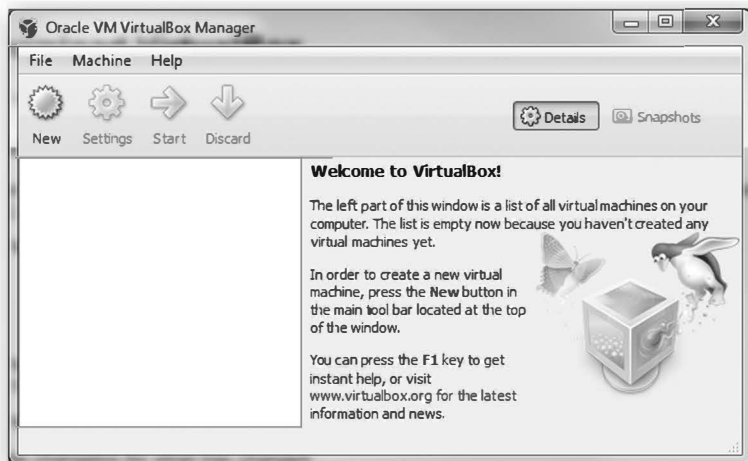 Oracle VM VirtualBox Manager
File Machine Help
New Settings Start Discard
Details Snapshots
Welcome to VirtualBox!
The left part of this window is a list of all virtual machines on your
computer. The list is empty now because you haven't created any
virtual machines yet.
In order to create a new virtual
machine, press the New button in
the main tool bar located at the top
of the window.
You can press the F1 key to get
instant help, or visit
www.virtualbox.org for the latest
information and news.